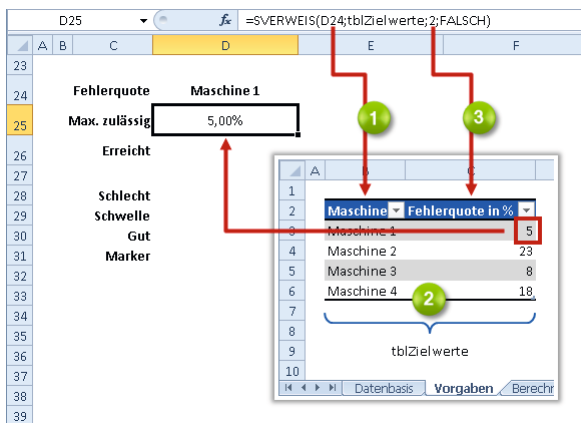 D25 fx =SVERWEIS(D24;tblZielwerte;2;FALSCH)
A B C D E F
23
24 Fehlerquote Maschine 1
25 Max. zulässig 5,00%
26 Erreicht
27
28 Schlecht
29 Schwelle
30 Gut
31 Marker
32
33
34
35
36
37
38
39
1 3
A B C
1
2 Maschine Fehlerquote in %
3 Maschine 1 5
4 Maschine 2 23
5 Maschine 3 8
6 Maschine 4 18
2
7
8
9 tblZielwerte
10
Datenbasis Vorgaben Berechn